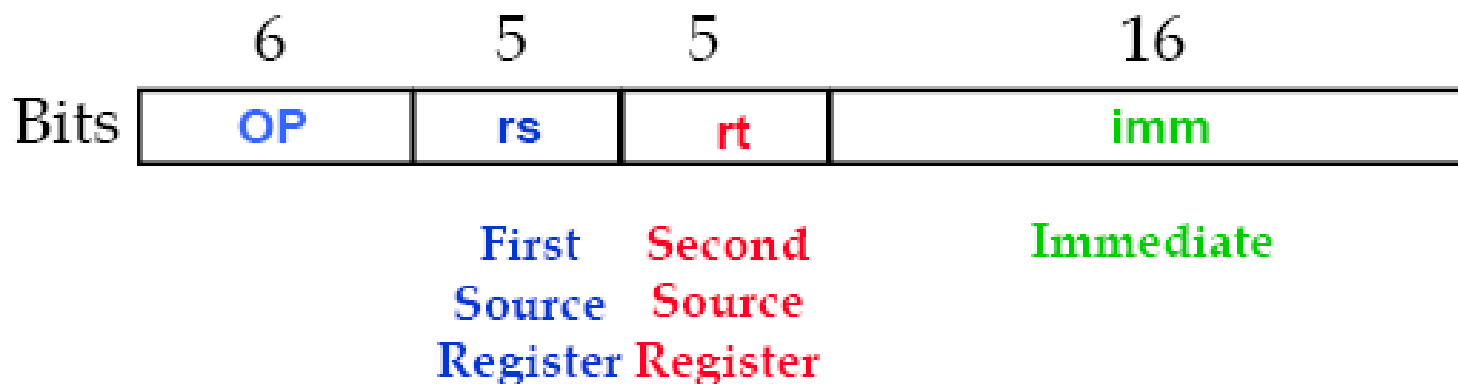 6 5 5 16
Bits OP rs rt imm
First Second Immediate
Source Source
Register Register